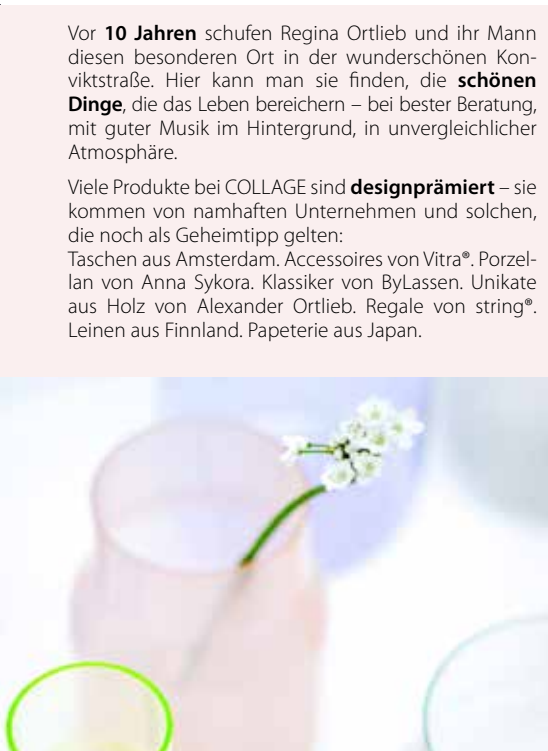 Vor 10 Jahren schufen Regina Ortlieb und ihr Mann
diesen besonderen Ort in der wunderschönen Kon-
viktstraße. Hier kann man sie finden, die schönen
Dinge, die das Leben bereichern – bei bester Beratung,
mit guter Musik im Hintergrund, in unvergleichlicher
Atmosphäre.
Viele Produkte bei COLLAGE sind designprämiert – sie
kommen von namhaften Unternehmen und solchen,
die noch als Geheimtipp gelten:
Taschen aus Amsterdam. Accessoires von Vitra®. Porzel-
lan von Anna Sykora. Klassiker von ByLassen. Unikate
aus Holz von Alexander Ortlieb. Regale von string®.
Leinen aus Finnland. Papeterie aus Japan.